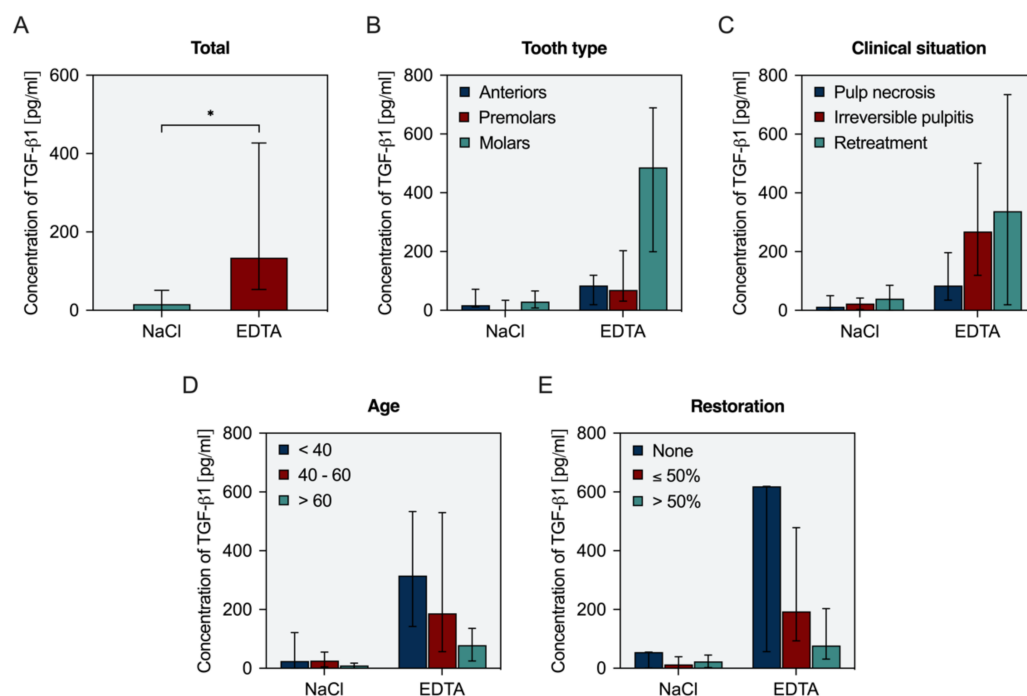 A
Total
Concentration of TGF-β1 [pg/ml]
600
400
200
0
*
NaCl
EDTA
B
Tooth type
Concentration of TGF-β1 [pg/ml]
800
600
400
200
0
Anteriors
Premolars
Molars
NaCl
EDTA
C
Clinical situation
Concentration of TGF-β1 [pg/ml]
800
600
400
200
0
Pulp necrosis
Irreversible pulpitis
Retreatment
NaCl
EDTA
D
Age
Concentration of TGF-β1 [pg/ml]
800
600
400
200
0
< 40
40 - 60
> 60
NaCl
EDTA
E
Restoration
Concentration of TGF-β1 [pg/ml]
800
600
400
200
0
None
≤ 50%
> 50%
NaCl
EDTA